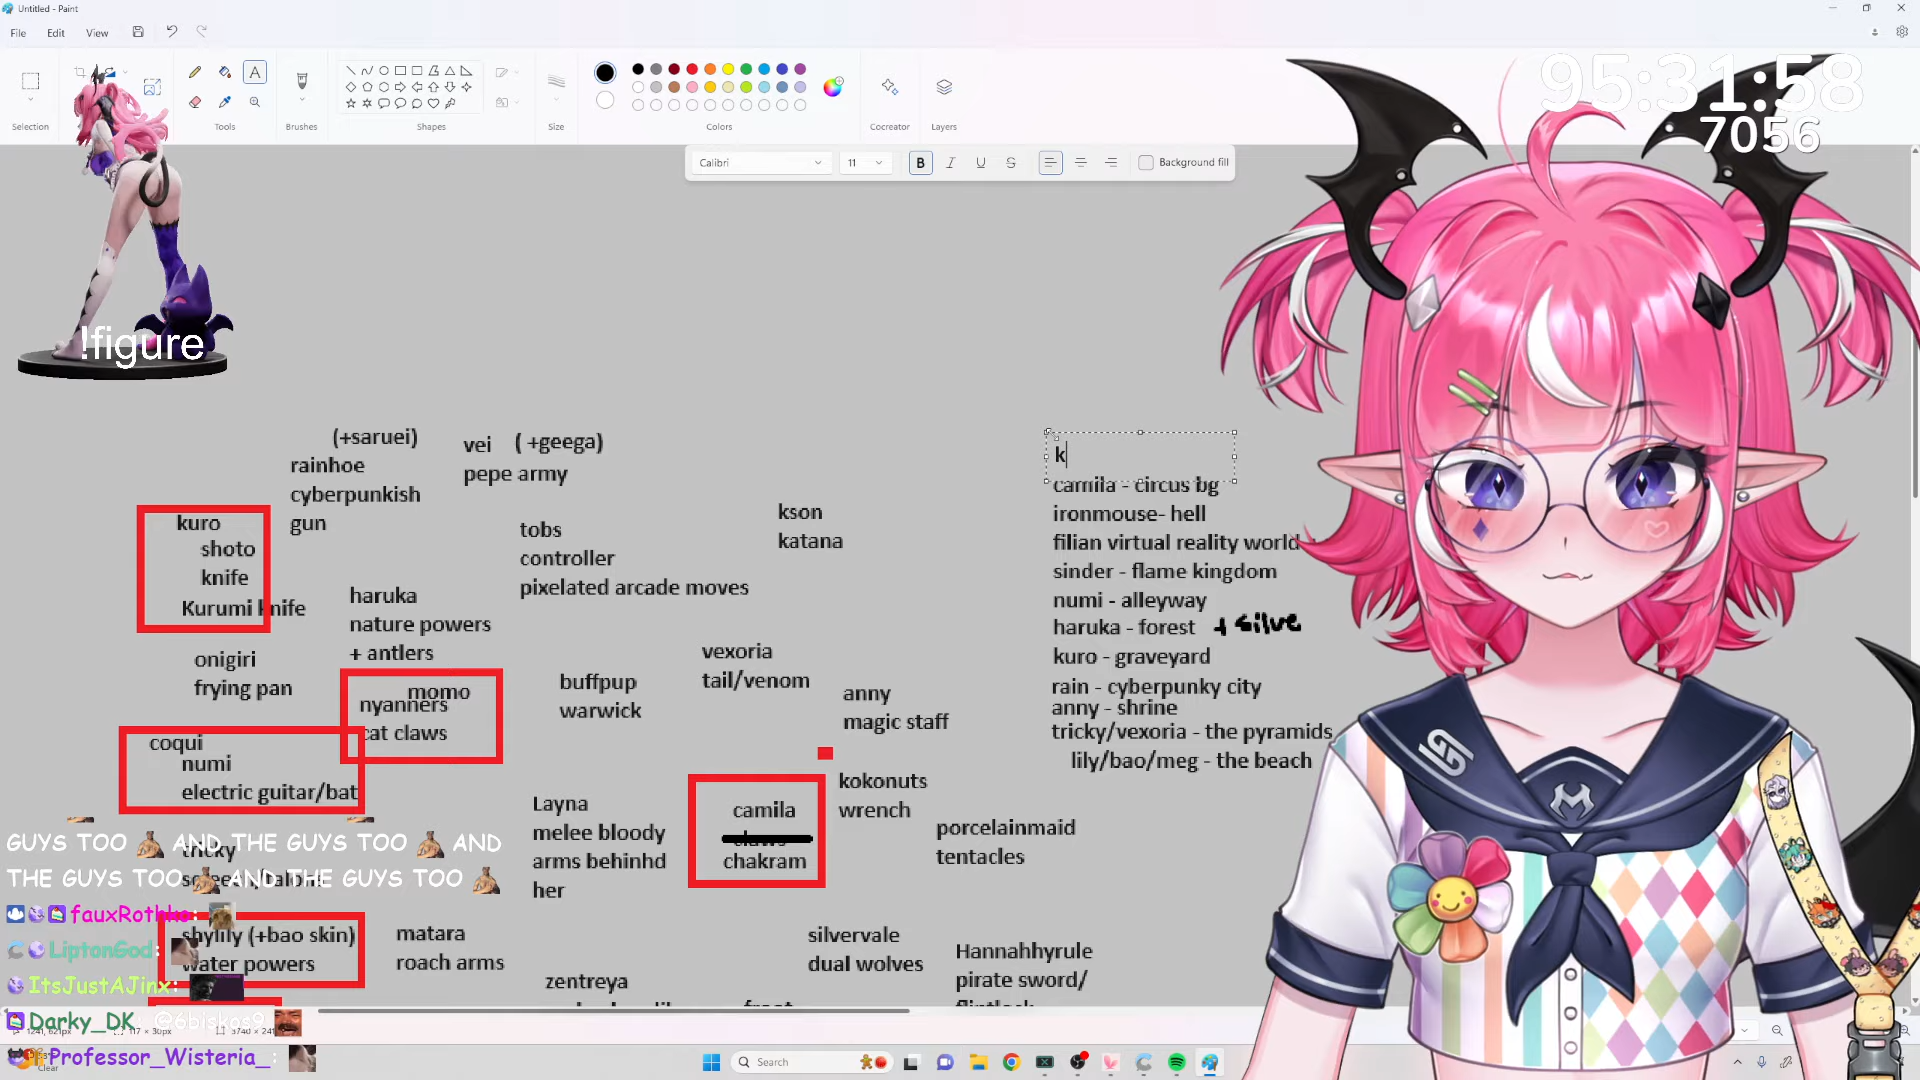 Untitled - Paint
File
Edit
View
95:31:58
7056
Selection
Tools
Brushes
Shapes
Size
Colors
Cocreator
Layers
Calibri
11
B
I
U
S
Background fill
!figure
(+saruei)
rainhoe
cyberpunkish
gun
vei
( +geega)
pepe army
kuro
shoto
knife
Kurumi knife
tobs
controller
pixelated arcade moves
kson
katana
k
camila - circus bg
ironmouse- hell
filian virtual reality world
sinder - flame kingdom
numi - alleyway
haruka - forest
+ silve
kuro - graveyard
rain - cyberpunky city
anny - shrine
tricky/vexoria - the pyramids
lily/bao/meg - the beach
haruka
nature powers
+ antlers
onigiri
frying pan
momo
nyanners
cat claws
buffpup
warwick
vexoria
tail/venom
anny
magic staff
coqui
numi
electric guitar/bat
Layna
melee bloody
arms behinhd
her
camila
claws
chakram
kokonuts
wrench
porcelainmaid
tentacles
tricky
shylily (+bao skin)
water powers
matara
roach arms
zentreya
silvervale
dual wolves
Hannahhyrule
pirate sword/
GUYS TOO AND THE GUYS TOO AND
THE GUYS TOO AND THE GUYS TOO
fauxRothko:
LiptonGod:
ItsJustAJinx:
Darky_DK @6biskos9
Professor_Wisteria_:
Search
Clear